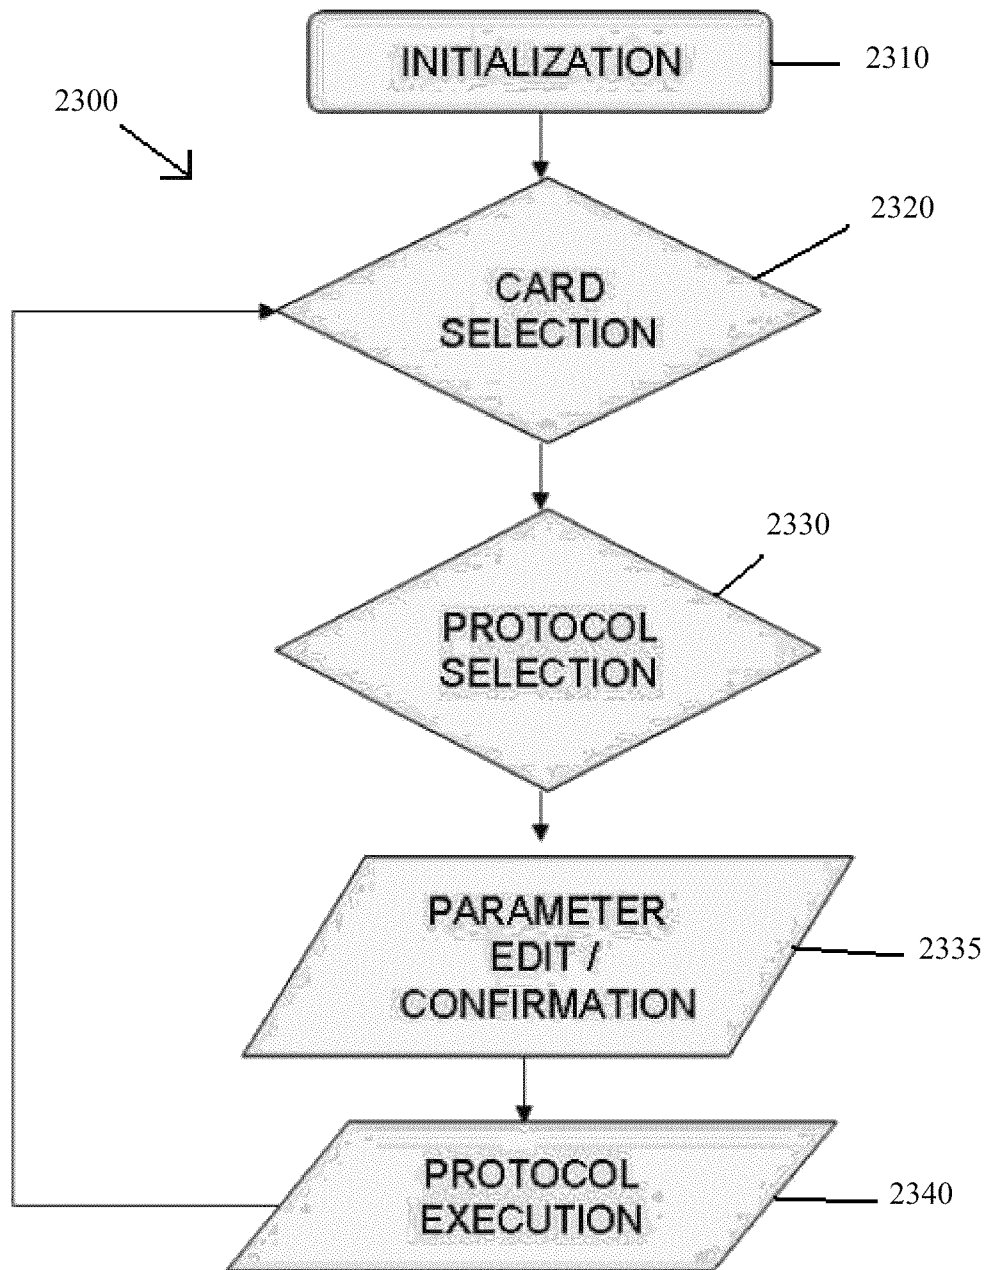 INITIALIZATION
2310
2300
2320
CARD
SELECTION
2330
PROTOCOL
SELECTION
PARAMETER
EDIT /
CONFIRMATION
2335
PROTOCOL
EXECUTION
2340